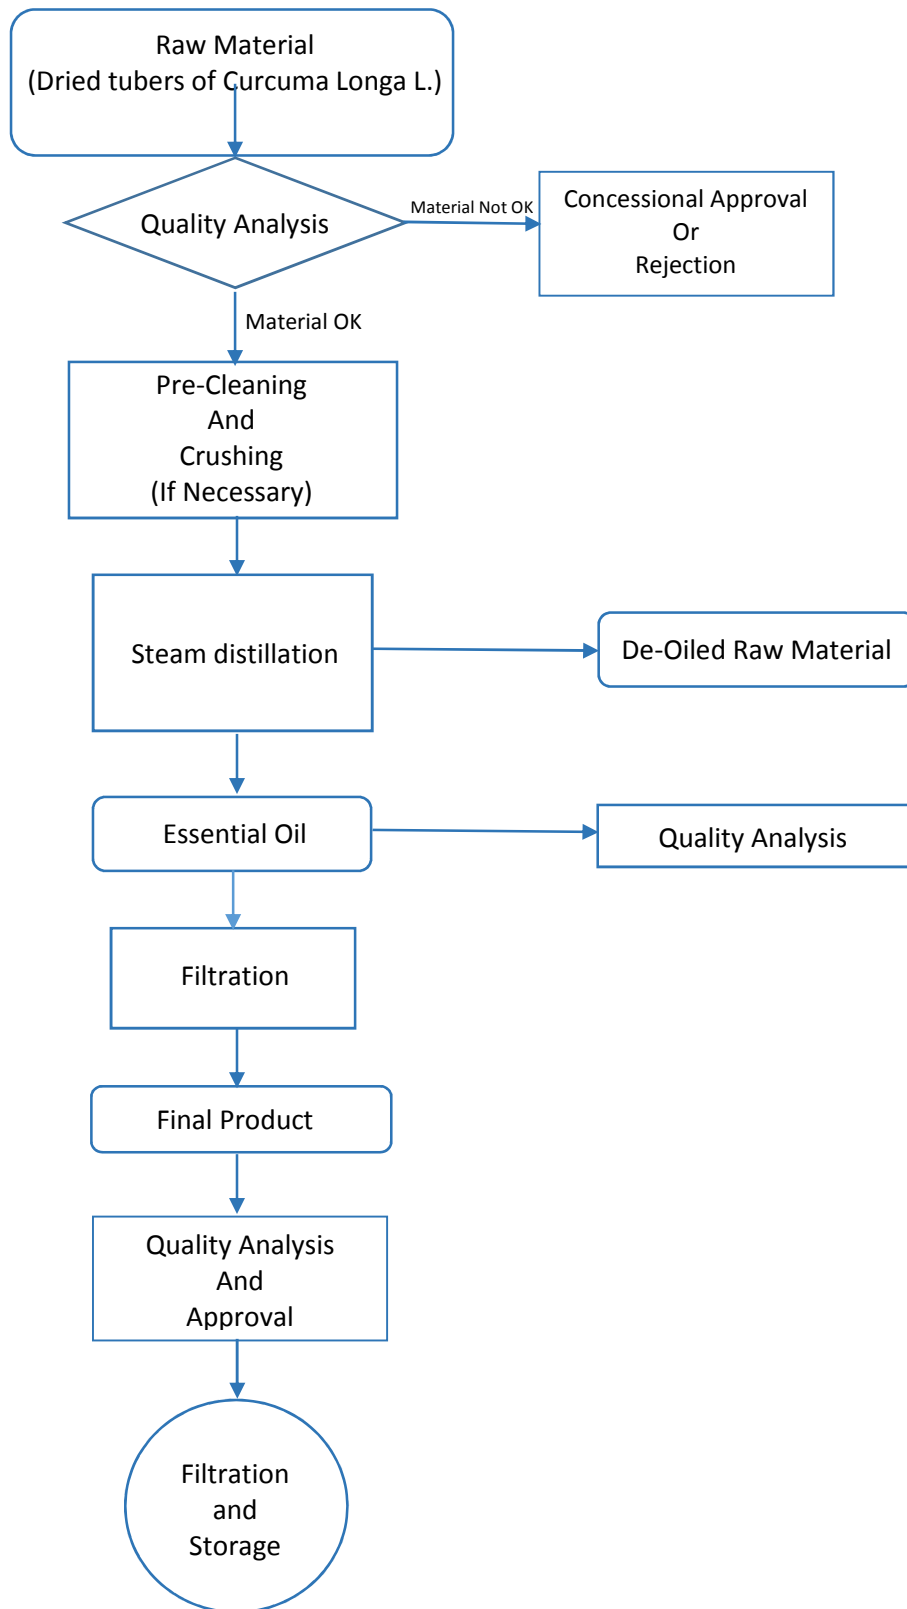 Raw Material
(Dried tubers of Curcuma Longa L.)
Quality Analysis
Material Not OK
Concessional Approval
Or
Rejection
Material OK
Pre-Cleaning
And
Crushing
(If Necessary)
Steam distillation
De-Oiled Raw Material
Essential Oil
Quality Analysis
Filtration
Final Product
Quality Analysis
And
Approval
Filtration
and
Storage